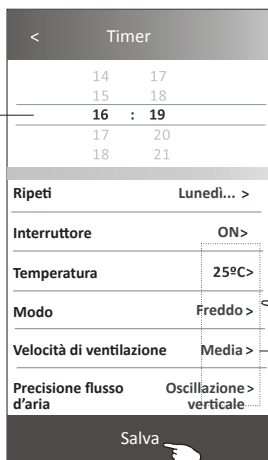 < Timer
14 17
15 18
16 : 19
17 20
18 21
Ripeti Lunedì... >
Interruttore ON>
Temperatura 25ºC>
Modo Freddo >
Velocità di ventilazione Media >
Precisione flusso Oscillazione >
d'aria verticale
Salva